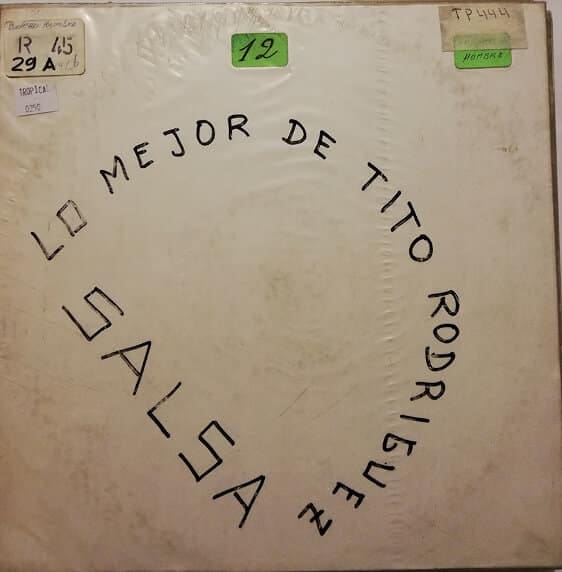 R 45
29 A
TROPICAL
0250
12
TP444
HOMBRE
LO MEJOR DE TITO RODRIGUEZ
SALSA